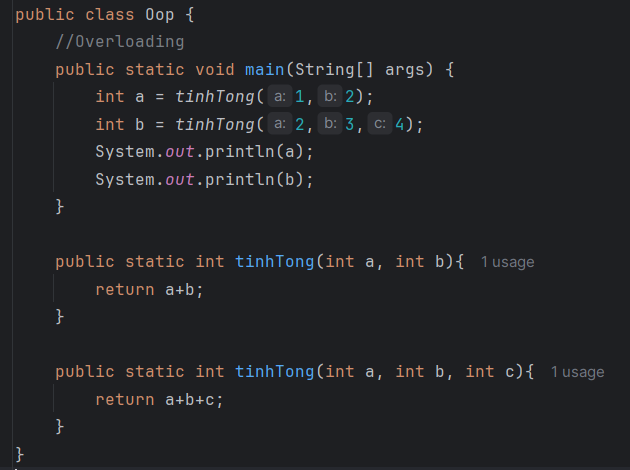 public class Oop {
//Overloading
public static void main(String[] args) {
int a = tinhTong( a: 1, b: 2);
int b = tinhTong( a: 2, b: 3, c: 4);
System.out.println(a);
System.out.println(b);
}
public static int tinhTong(int a, int b){ 1 usage
return a+b;
}
public static int tinhTong(int a, int b, int c){ 1 usage
return a+b+c;
}
}